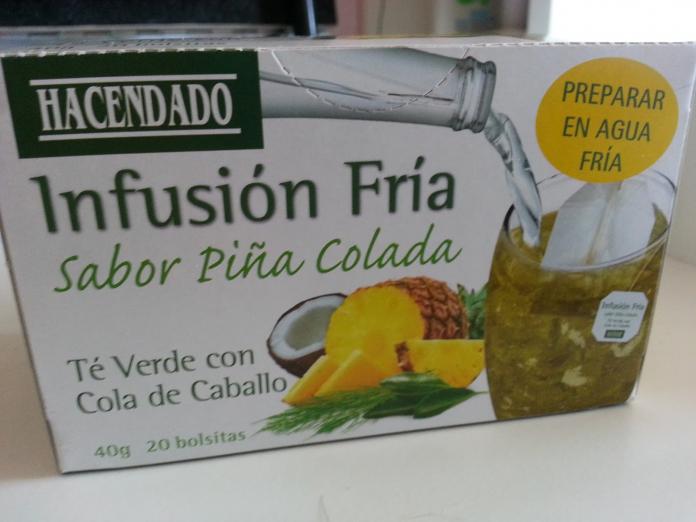 HACENDADO
Infusión Fría
Sabor Piña Colada
Té Verde con
Cola de Caballo
40g 20 bolsitas
PREPARAR
EN AGUA
FRÍA
Infusión Fría